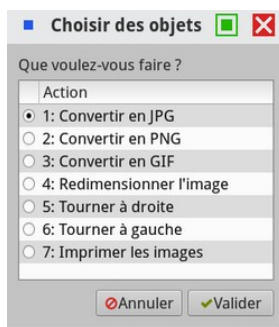 Choisir des objets
Que voulez-vous faire ?
Action
1: Convertir en JPG
2: Convertir en PNG
3: Convertir en GIF
4: Redimensionner l'image
5: Tourner à droite
6: Tourner à gauche
7: Imprimer les images
Annuler Valider